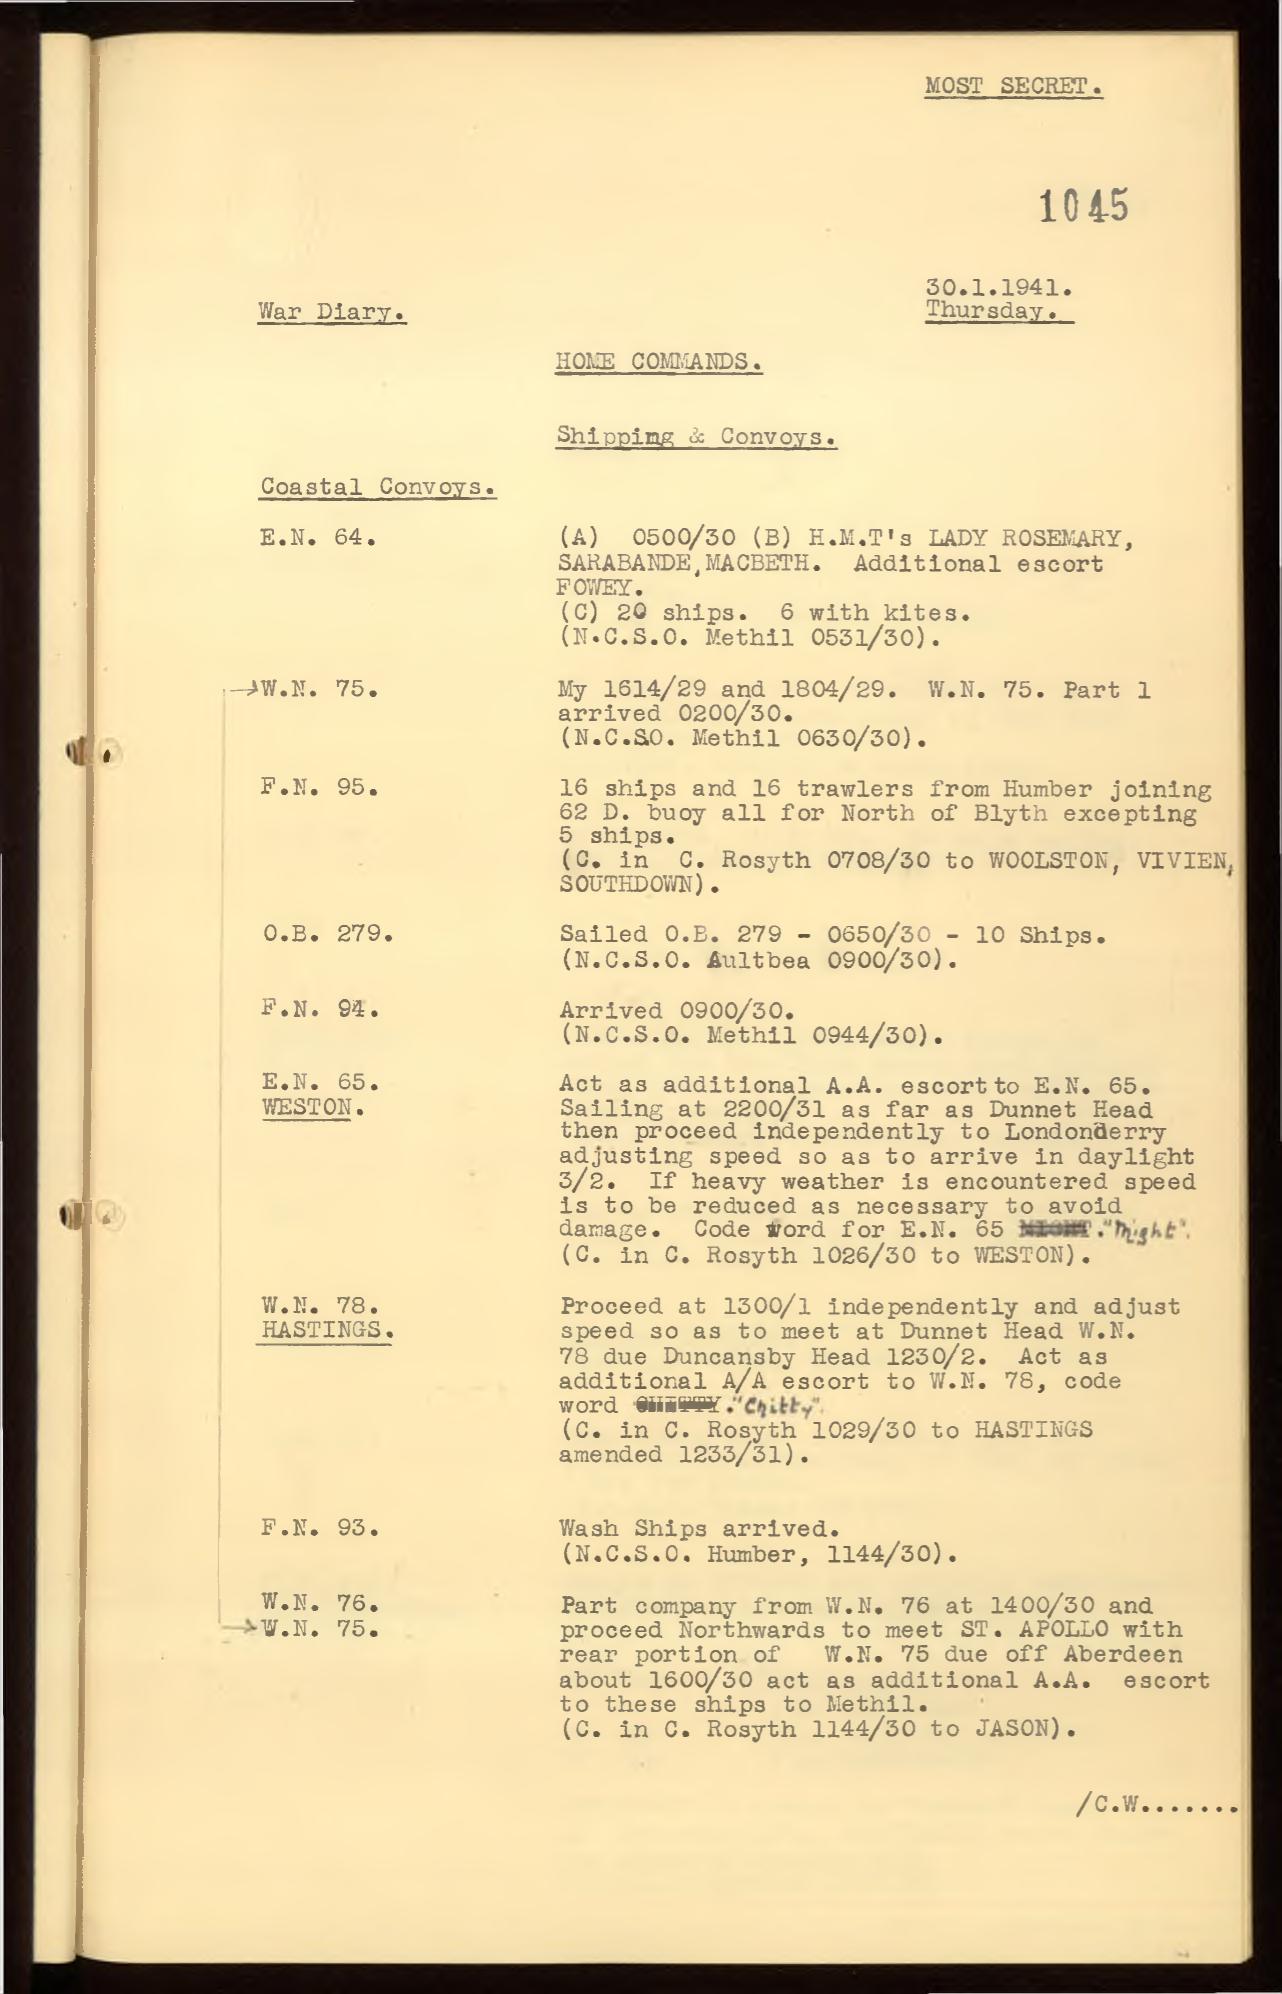 MOST SECRET.
1045
30.1.1941.
War Diary.
Thursday.
HOME COMMANDS.
Shipping & Convoys.
Coastal Convoys.
E.N. 64.
(A) 0500/30 (B) H.M.T's LADY ROSEMARY,
SARABANDE, MACBETH. Additional escort
FOWEY.
(C) 20 ships. 6 with kites.
(N.C.S.O. Methil 0531/30).
→W.N. 75.
My 1614/29 and 1804/29. W.N. 75. Part 1
arrived 0200/30.
(N.C.SO. Methil 0630/30).
F.N. 95.
16 ships and 16 trawlers from Humber joining
62 D. buoy all for North of Blyth excepting
5 ships.
(C. in C. Rosyth 0708/30 to WOOLSTON, VIVIEN,
SOUTHDOWN).
O.B. 279.
Sailed O.B. 279 - 0650/30 - 10 Ships.
(N.C.S.O. Aultbea 0900/30).
F.N. 94.
Arrived 0900/30.
(N.C.S.O. Methil 0944/30).
E.N. 65.
WESTON.
Act as additional A.A. escort to E.N. 65.
Sailing at 2200/31 as far as Dunnet Head
then proceed independently to Londonderry
adjusting speed so as to arrive in daylight
3/2. If heavy weather is encountered speed
is to be reduced as necessary to avoid
damage. Code word for E.N. 65 MIGHT. "Might".
(C. in C. Rosyth 1026/30 to WESTON).
W.N. 78.
HASTINGS.
Proceed at 1300/1 independently and adjust
speed so as to meet at Dunnet Head W.N.
78 due Duncansby Head 1230/2. Act as
additional A/A escort to W.N. 78, code
word "Chitty".
(C. in C. Rosyth 1029/30 to HASTINGS
amended 1233/31).
F.N. 93.
Wash Ships arrived.
(N.C.S.O. Humber, 1144/30).
W.N. 76.
→W.N. 75.
Part company from W.N. 76 at 1400/30 and
proceed Northwards to meet ST. APOLLO with
rear portion of W.N. 75 due off Aberdeen
about 1600/30 act as additional A.A. escort
to these ships to Methil.
(C. in C. Rosyth 1144/30 to JASON).
/C.W.......